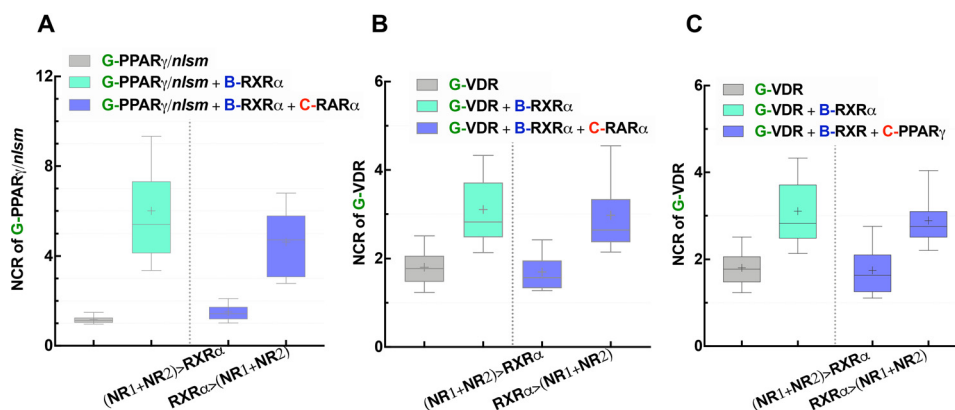 A
G-PPARγ/nlsm
G-PPARγ/nlsm + B-RXRα
G-PPARγ/nlsm + B-RXRα + C-RARα
NCR of G-PPARγ/nlsm
12
8
4
0
(NR1+NR2)>RXRα
RXRα>(NR1+NR2)
B
G-VDR
G-VDR + B-RXRα
G-VDR + B-RXRα + C-RARα
NCR of G-VDR
6
4
2
0
(NR1+NR2)>RXRα
RXRα>(NR1+NR2)
C
G-VDR
G-VDR + B-RXRα
G-VDR + B-RXR + C-PPARγ
NCR of G-VDR
6
4
2
0
(NR1+NR2)>RXRα
RXRα>(NR1+NR2)